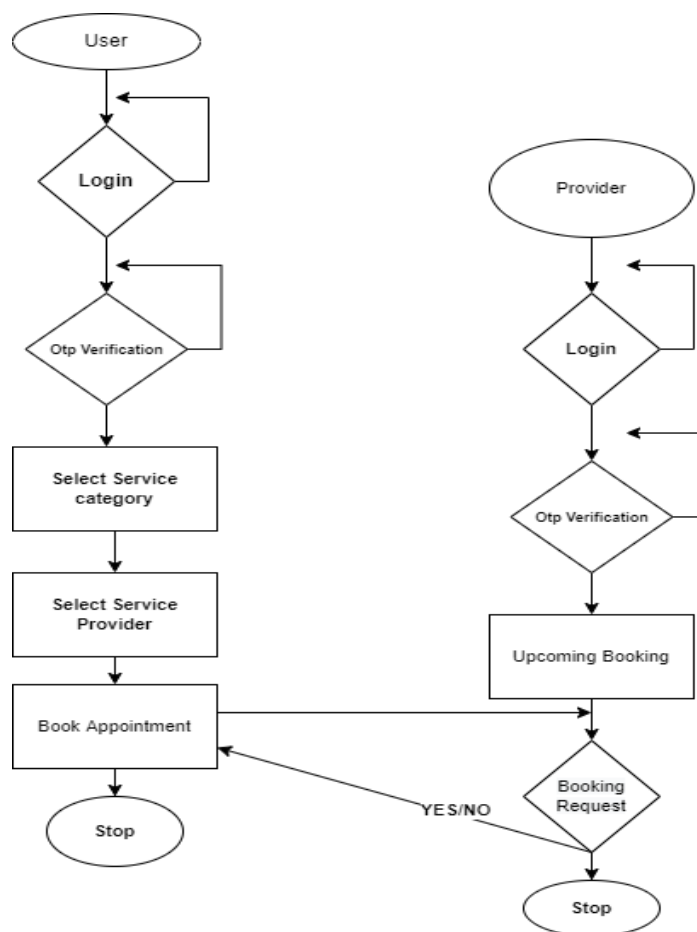 User
Login
Otp Verification
Select Service
category
Select Service
Provider
Book Appointment
Stop
Provider
Login
Otp Verification
Upcoming Booking
Booking
Request
YES/NO
Stop